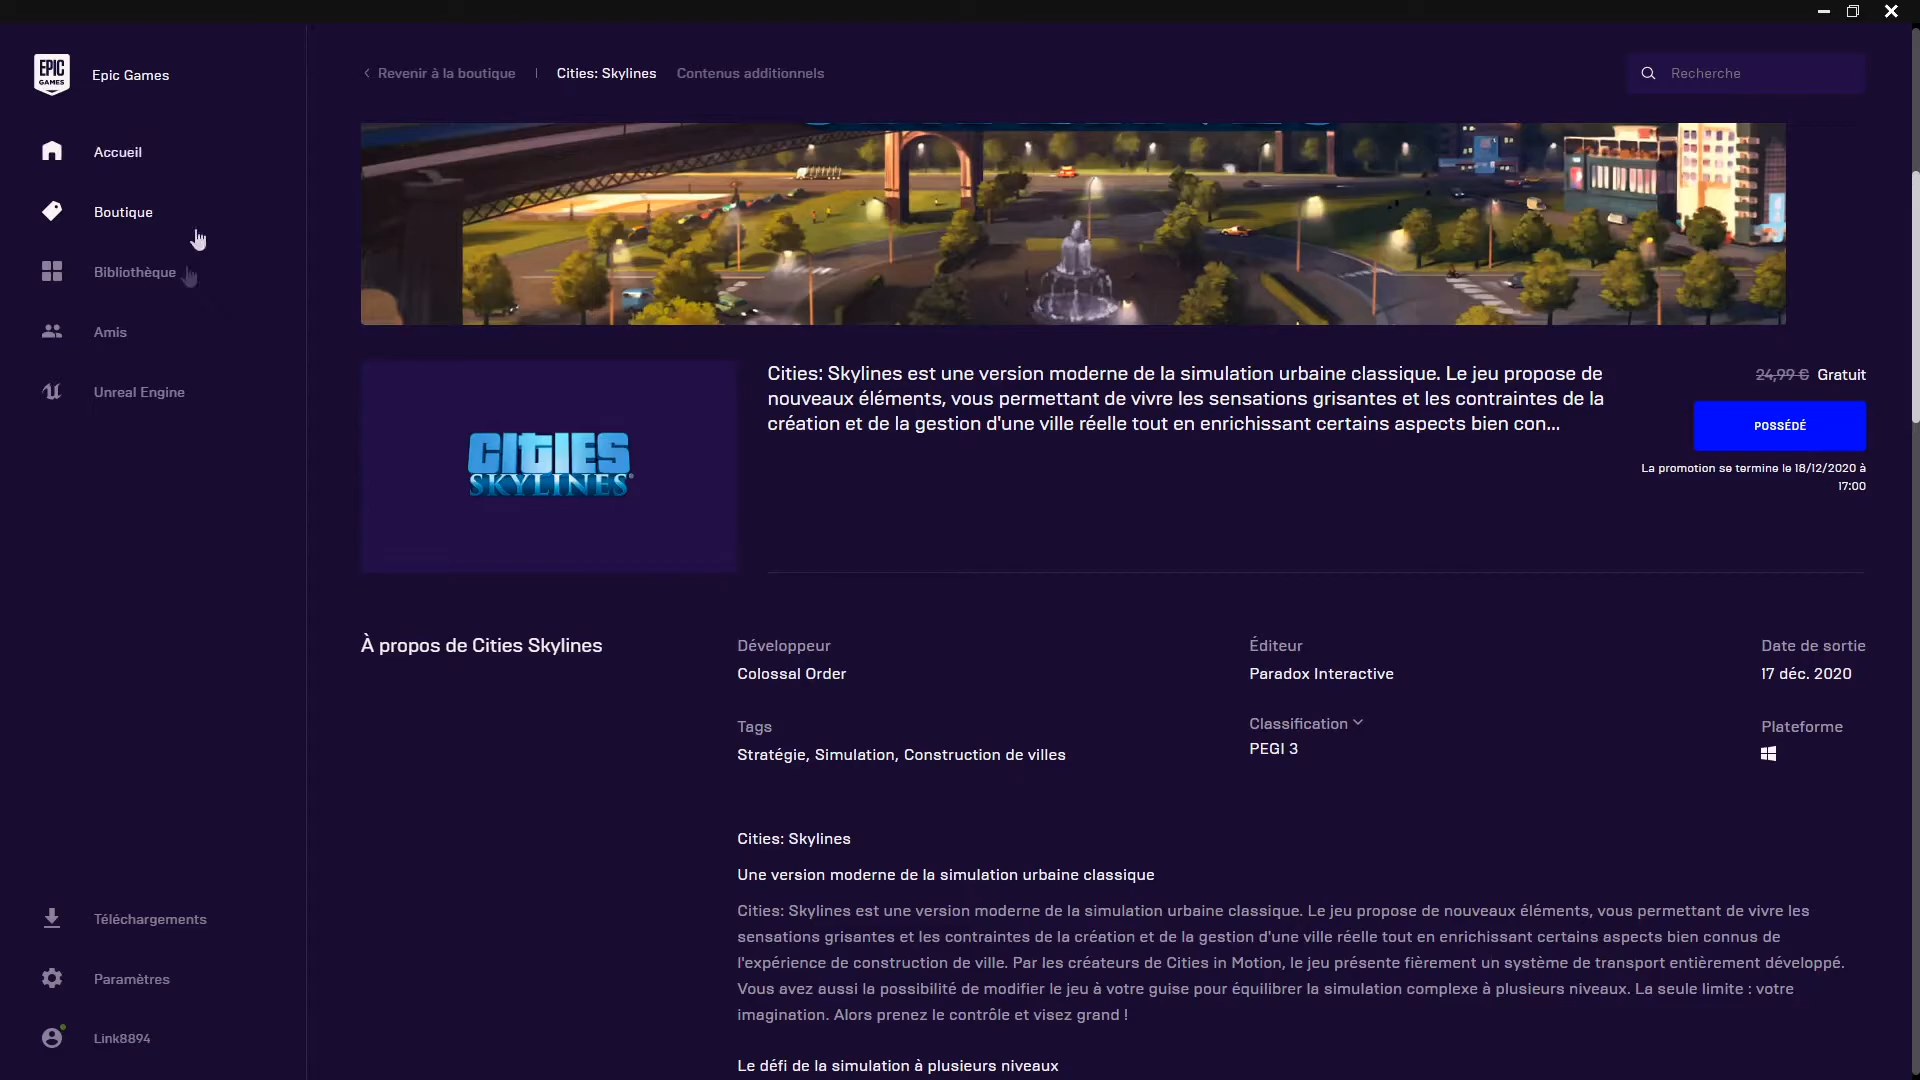 EPIC
GAMES
Epic Games
Accueil
Boutique
Bibliothèque
Amis
Unreal Engine
Téléchargements
Paramètres
Link8894
Revenir à la boutique
Cities: Skylines
Contenus additionnels
Recherche
CITIES
SKYLINES
Cities: Skylines est une version moderne de la simulation urbaine classique. Le jeu propose de
nouveaux éléments, vous permettant de vivre les sensations grisantes et les contraintes de la
création et de la gestion d'une ville réelle tout en enrichissant certains aspects bien con...
24,99 € Gratuit
POSSÉDÉ
La promotion se termine le 18/12/2020 à
17:00
À propos de Cities Skylines
Développeur
Colossal Order
Éditeur
Paradox Interactive
Date de sortie
17 déc. 2020
Tags
Stratégie, Simulation, Construction de villes
Classification
PEGI 3
Plateforme
Cities: Skylines
Une version moderne de la simulation urbaine classique
Cities: Skylines est une version moderne de la simulation urbaine classique. Le jeu propose de nouveaux éléments, vous permettant de vivre les
sensations grisantes et les contraintes de la création et de la gestion d'une ville réelle tout en enrichissant certains aspects bien connus de
l'expérience de construction de ville. Par les créateurs de Cities in Motion, le jeu présente fièrement un système de transport entièrement développé.
Vous avez aussi la possibilité de modifier le jeu à votre guise pour équilibrer la simulation complexe à plusieurs niveaux. La seule limite : votre
imagination. Alors prenez le contrôle et visez grand !
Le défi de la simulation à plusieurs niveaux